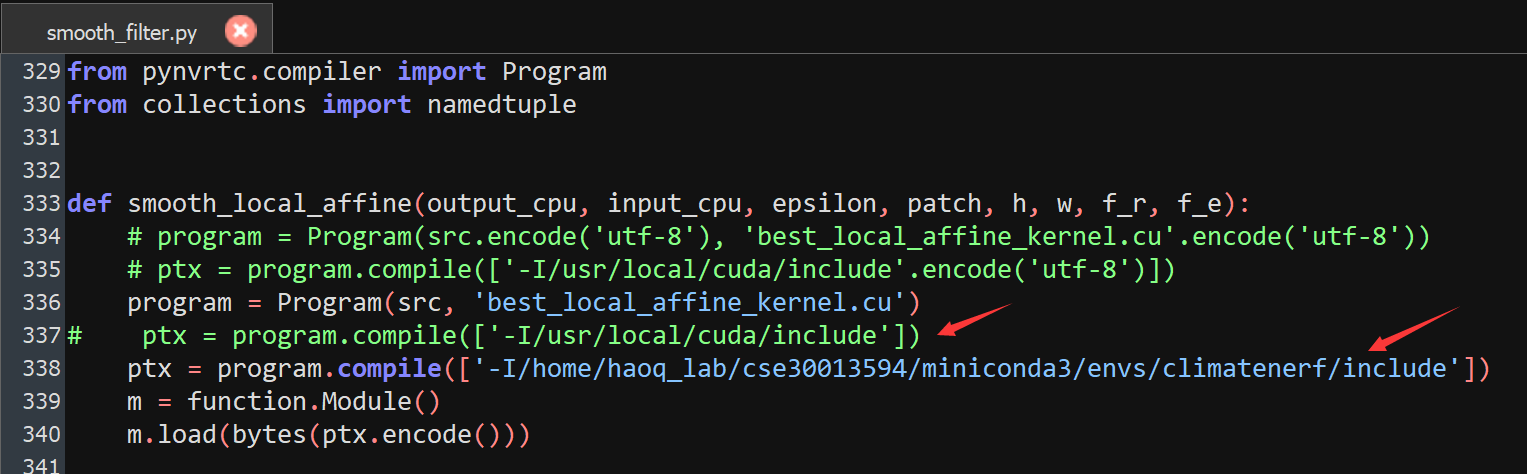 smooth_filter.py
329 from pynvrtc.compiler import Program
330 from collections import namedtuple
331
332
333 def smooth_local_affine(output_cpu, input_cpu, epsilon, patch, h, w, f_r, f_e):
334     # program = Program(src.encode('utf-8'), 'best_local_affine_kernel.cu'.encode('utf-8'))
335     # ptx = program.compile(['-I/usr/local/cuda/include'.encode('utf-8')])
336     program = Program(src, 'best_local_affine_kernel.cu')
337 #    ptx = program.compile(['-I/usr/local/cuda/include'])
338     ptx = program.compile(['-I/home/haoq_lab/cse30013594/miniconda3/envs/climatenerf/include'])
339     m = function.Module()
340     m.load(bytes(ptx.encode()))
341